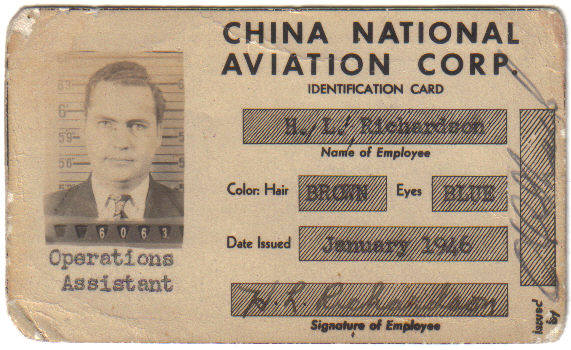 CHINA NATIONAL
AVIATION CORP.
IDENTIFICATION CARD
H. L. Richardson
Name of Employee
Color: Hair BROWN Eyes BLUE
Date Issued January 1946
H. L. Richardson
Signature of Employee
6063
Operations
Assistant
Issued by